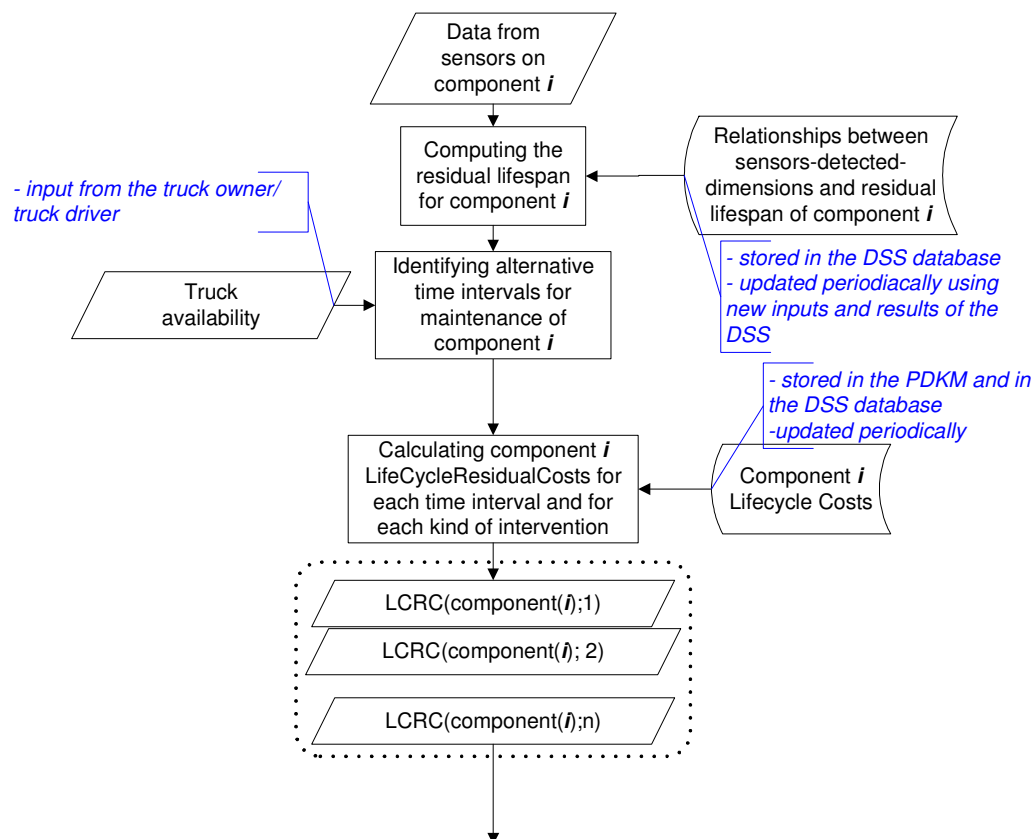 Data from
sensors on
component i
Computing the
residual lifespan
for component i
Relationships between
sensors-detected-
dimensions and residual
lifespan of component i
- input from the truck owner/
truck driver
- stored in the DSS database
- updated periodiacally using
new inputs and results of the
DSS
Identifying alternative
time intervals for
maintenance of
component i
Truck
availability
- stored in the PDKM and in
the DSS database
-updated periodically
Calculating component i
LifeCycleResidualCosts for
each time interval and for
each kind of intervention
Component i
Lifecycle Costs
LCRC(component(i);1)
LCRC(component(i); 2)
LCRC(component(i);n)